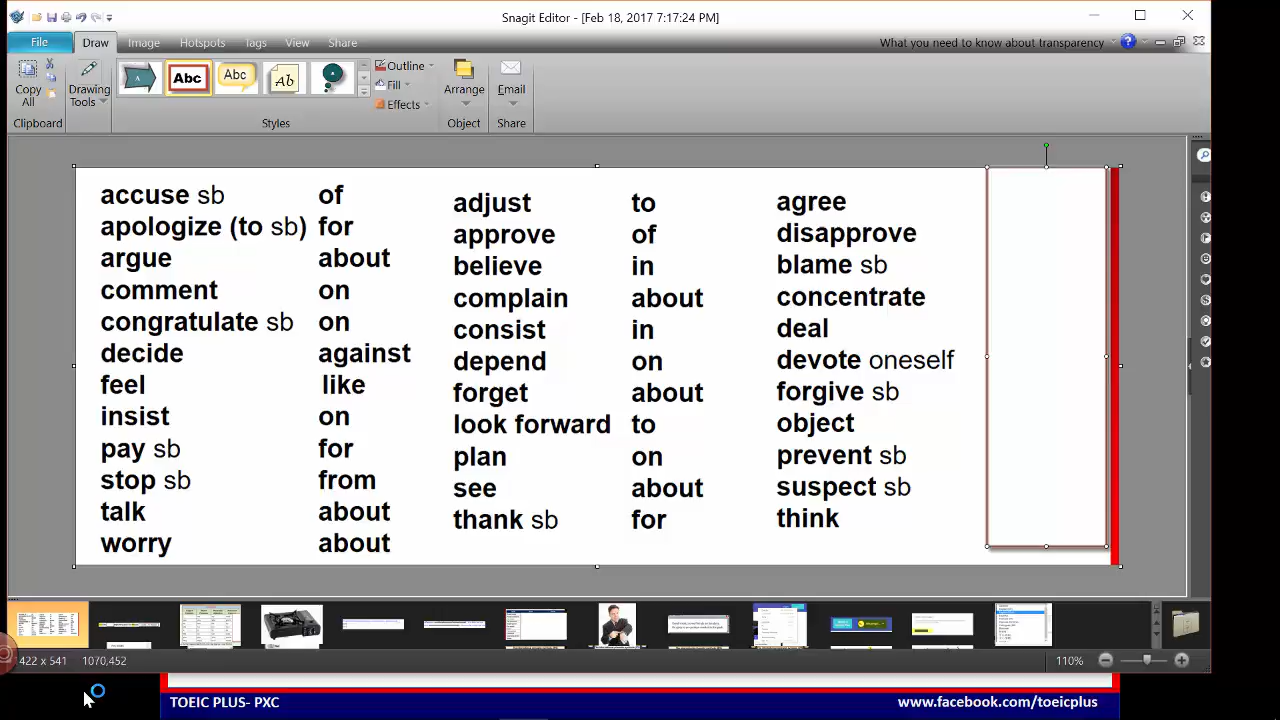 Snagit Editor - [Feb 18, 2017 7:17:24 PM]
File Draw Image Hotspots Tags View Share What you need to know about transparency
Abc Abc Ab A
Outline
Fill
Effects
Copy All
Drawing Tools
Arrange
Email
Clipboard Styles Object Share
accuse sb of
apologize (to sb) for
argue about
comment on
congratulate sb on
decide against
feel like
insist on
pay sb for
stop sb from
talk about
worry about
adjust to
approve of
believe in
complain about
consist in
depend on
forget about
look forward to
plan on
see about
thank sb for
agree
disapprove
blame sb
concentrate
deal
devote oneself
forgive sb
object
prevent sb
suspect sb
think
422 x 541 1070,452 110%
TOEIC PLUS- PXC www.facebook.com/toeicplus